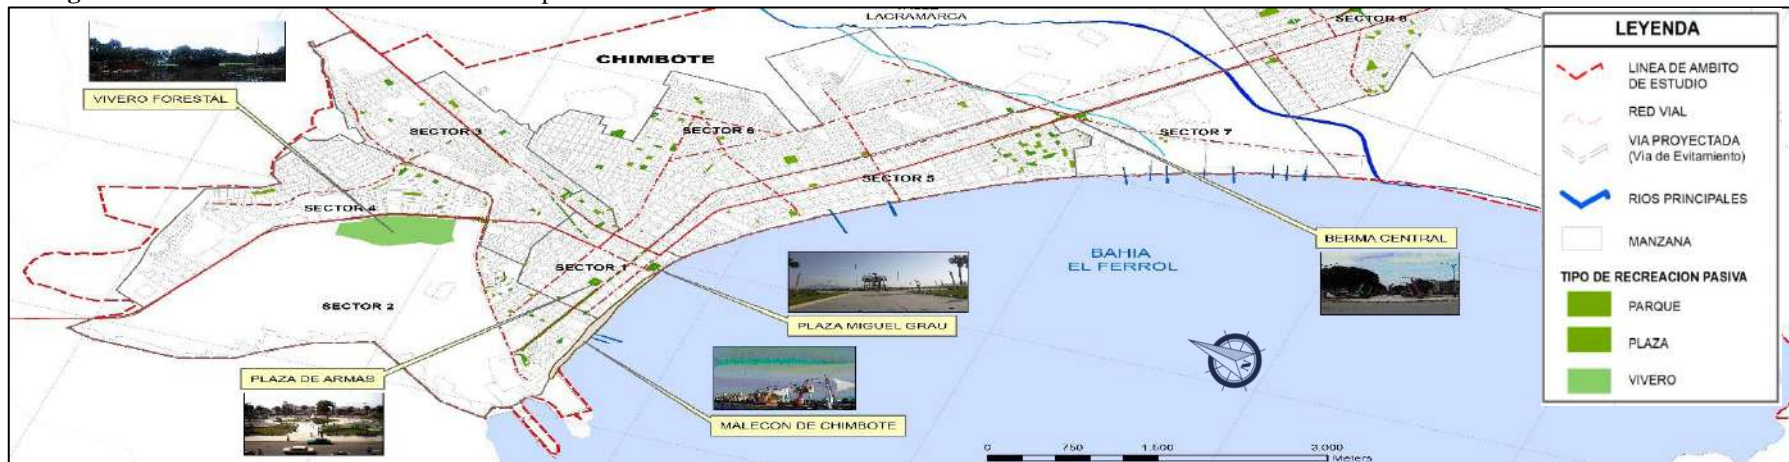 LACRAMARCA
SECTOR 8
CHIMBOTE
VIVERO FORESTAL
SECTOR 3
SECTOR 6
SECTOR 7
SECTOR 5
SECTOR 4
SECTOR 1
SECTOR 2
BAHIA
EL FERROL
BERMA CENTRAL
PLAZA MIGUEL GRAU
PLAZA DE ARMAS
MALECON DE CHIMBOTE
0 750 1,500 3,000
Meters
LEYENDA
LINEA DE AMBITO
DE ESTUDIO
RED VIAL
VIA PROYECTADA
(Via de Evitamiento)
RIOS PRINCIPALES
MANZANA
TIPO DE RECREACION PASIVA
PARQUE
PLAZA
VIVERO